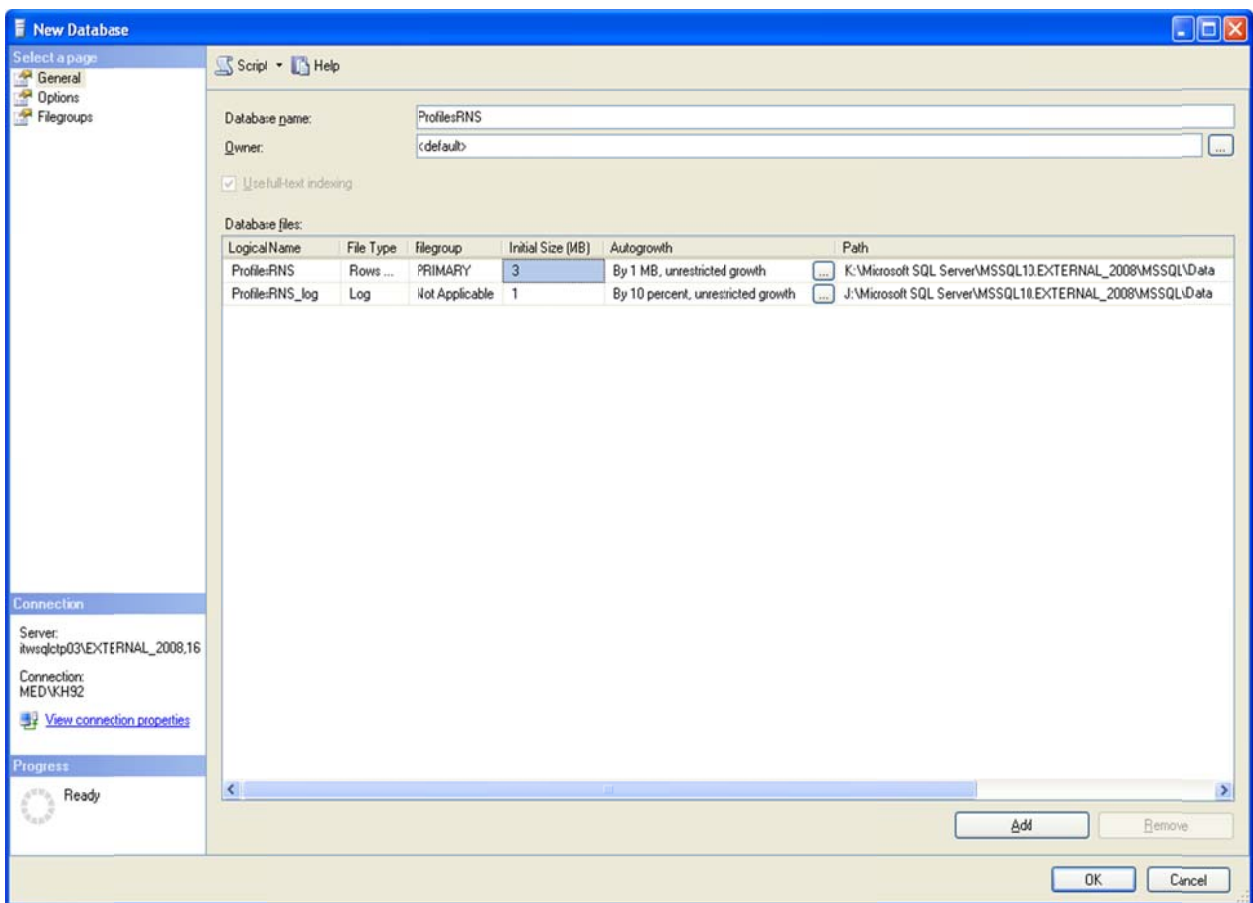 New Database
Select a page
General
Options
Filegroups
Script Help
Database name: ProfilesRNS
Owner: <default> ...
Use full-text indexing
Database files:
Logical Name File Type Filegroup Initial Size (MB) Autogrowth Path
ProfilesRNS Rows ... PRIMARY 3 By 1 MB, unrestricted growth ... K:\Microsoft SQL Server\MSSQL10.EXTERNAL_2008\MSSQL\Data
ProfilesRNS_log Log Not Applicable 1 By 10 percent, unrestricted growth ... J:\Microsoft SQL Server\MSSQL10.EXTERNAL_2008\MSSQL\Data
Connection
Server:
itwsqlctp03\EXTERNAL_2008,16
Connection:
MED\KH92
View connection properties
Progress
Ready
Add Remove
OK Cancel